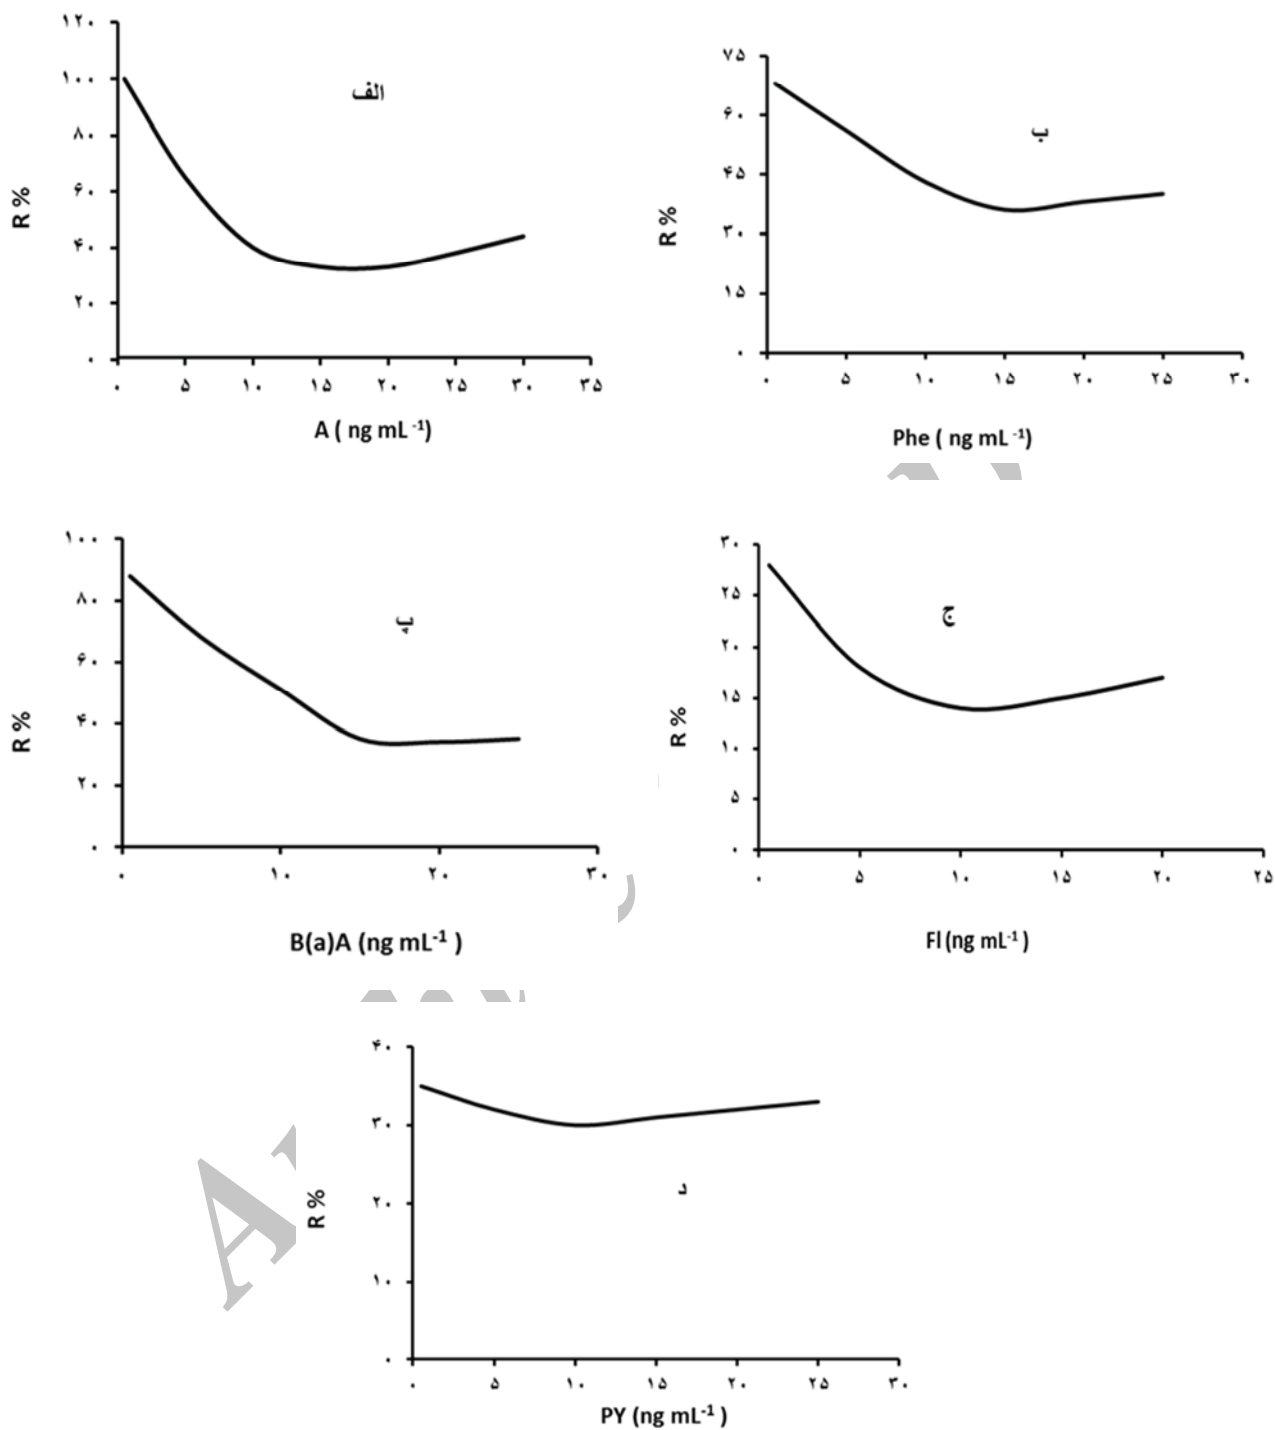 ۱۲۰
۱۰۰
۸۰
۶۰
۴۰
۲۰
۰
R %
الف
۰ ۵ ۱۰ ۱۵ ۲۰ ۲۵ ۳۰ ۳۵
A ( ng mL -1)
۷۵
۶۰
۴۵
۳۰
۱۵
۰
R %
ب
۰ ۵ ۱۰ ۱۵ ۲۰ ۲۵ ۳۰
Phe ( ng mL -1)
۱۰۰
۸۰
۶۰
۴۰
۲۰
۰
R %
۰ ۱۰ ۲۰ ۳۰
B(a)A (ng mL-1 )
۳۰
۲۵
۲۰
۱۵
۱۰
۵
۰
R %
ج
۰ ۵ ۱۰ ۱۵ ۲۰ ۲۵
Fl (ng mL-1 )
۴۰
۳۰
۲۰
۱۰
۰
R %
د
۰ ۵ ۱۰ ۱۵ ۲۰ ۲۵ ۳۰
PY (ng mL-1 )